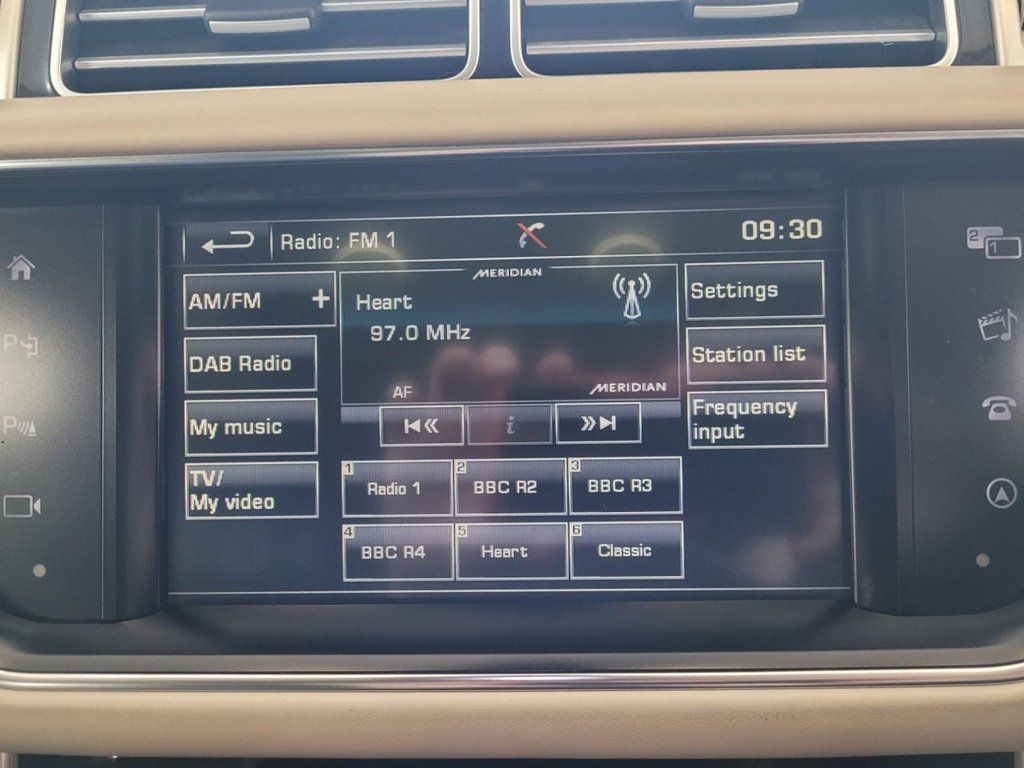 Radio: FM 1
09:30
MERIDIAN
AM/FM +
Heart
97.0 MHz
AF
MERIDIAN
Settings
DAB Radio
Station list
My music
Frequency
input
TV/
My video
i
1 Radio 1
2 BBC R2
3 BBC R3
4 BBC R4
5 Heart
6 Classic
P
P
2
1